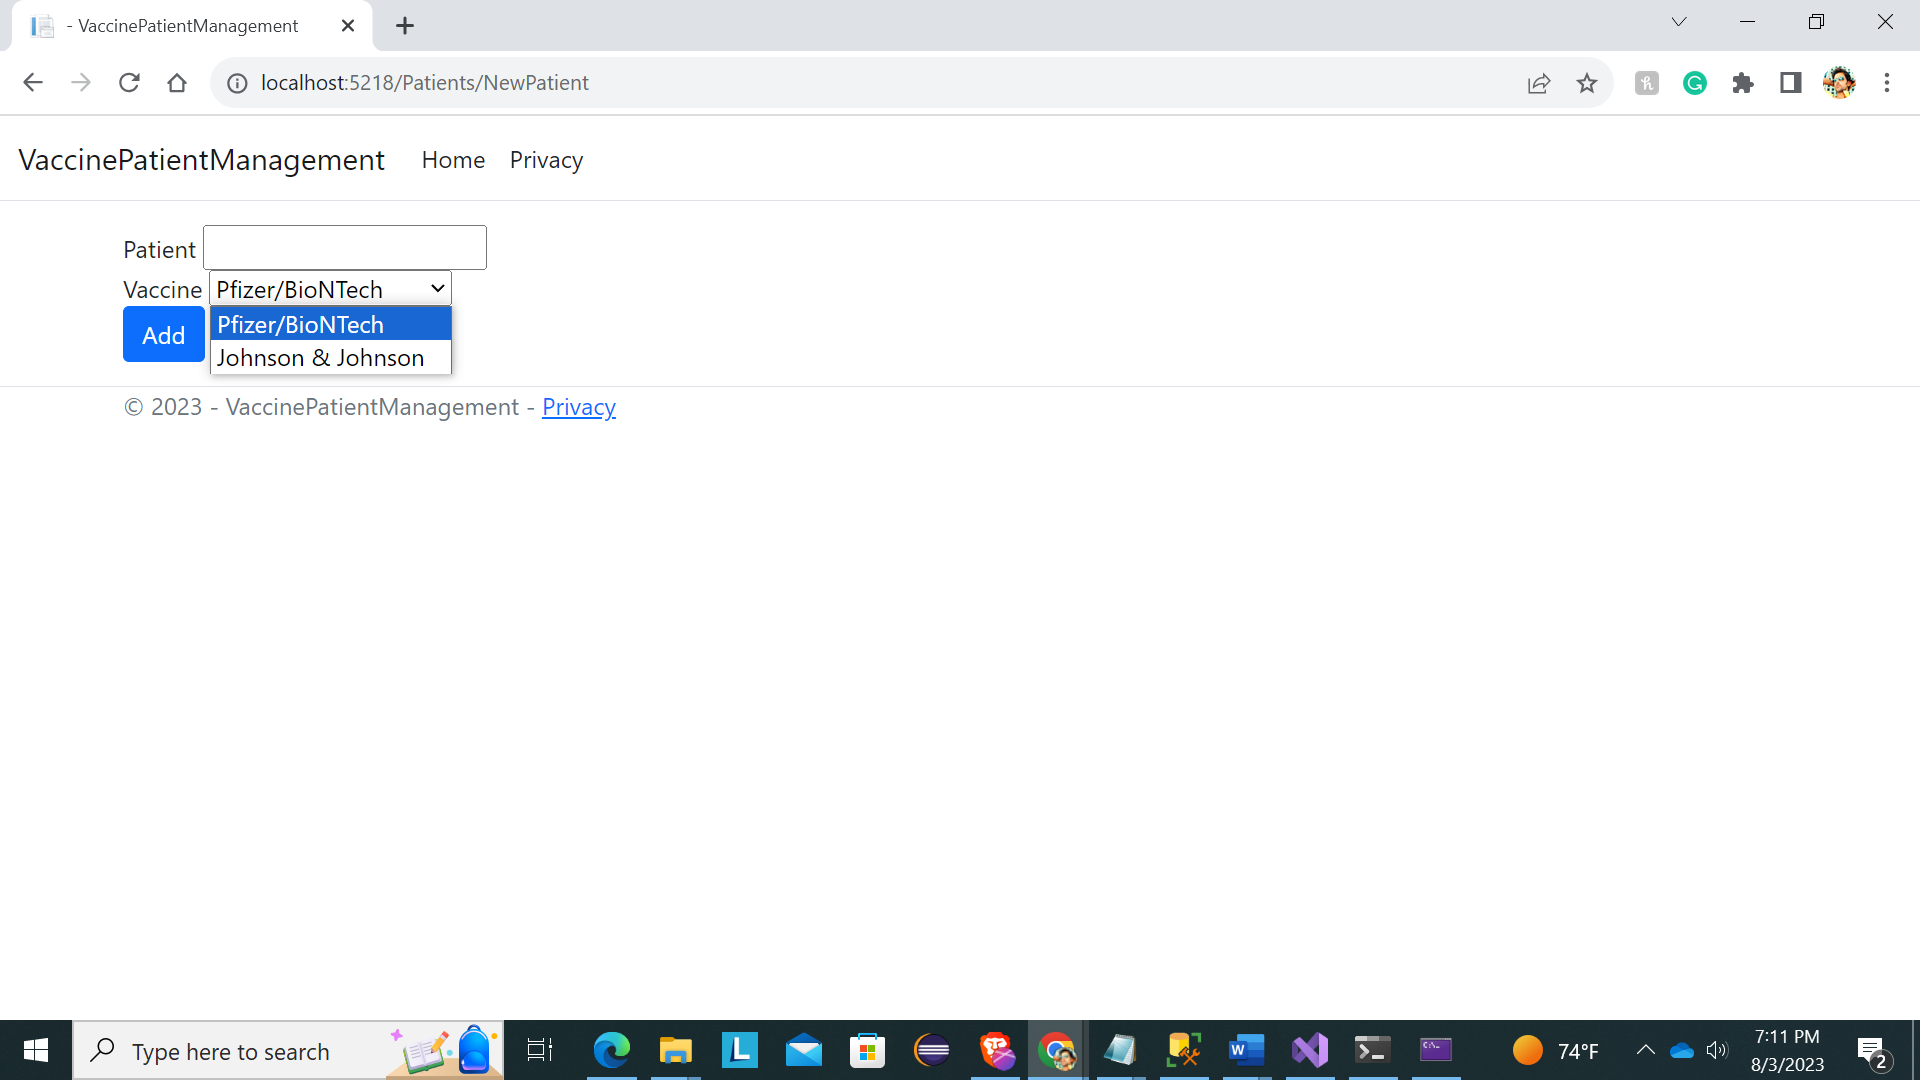 - VaccinePatientManagement
localhost:5218/Patients/NewPatient
VaccinePatientManagement Home Privacy
Patient
Vaccine Pfizer/BioNTech
Pfizer/BioNTech
Add
Johnson & Johnson
© 2023 - VaccinePatientManagement - Privacy
Type here to search
74°F
7:11 PM
8/3/2023
2